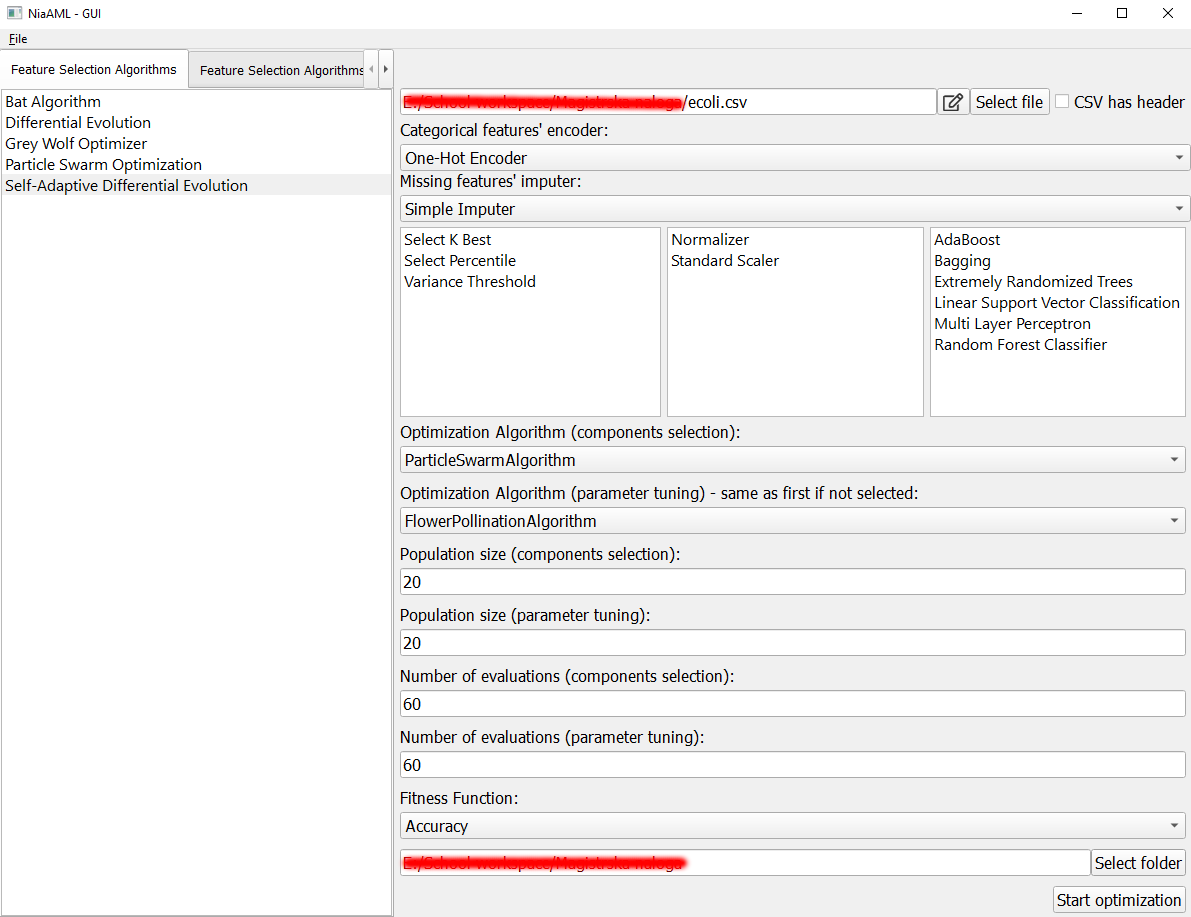 NiaAML - GUI
File
Feature Selection Algorithms
Feature Selection Algorithms
Bat Algorithm
Differential Evolution
Grey Wolf Optimizer
Particle Swarm Optimization
Self-Adaptive Differential Evolution
/ecoli.csv
Select file
CSV has header
Categorical features' encoder:
One-Hot Encoder
Missing features' imputer:
Simple Imputer
Select K Best
Select Percentile
Variance Threshold
Normalizer
Standard Scaler
AdaBoost
Bagging
Extremely Randomized Trees
Linear Support Vector Classification
Multi Layer Perceptron
Random Forest Classifier
Optimization Algorithm (components selection):
ParticleSwarmAlgorithm
Optimization Algorithm (parameter tuning) - same as first if not selected:
FlowerPollinationAlgorithm
Population size (components selection):
20
Population size (parameter tuning):
20
Number of evaluations (components selection):
60
Number of evaluations (parameter tuning):
60
Fitness Function:
Accuracy
Select folder
Start optimization